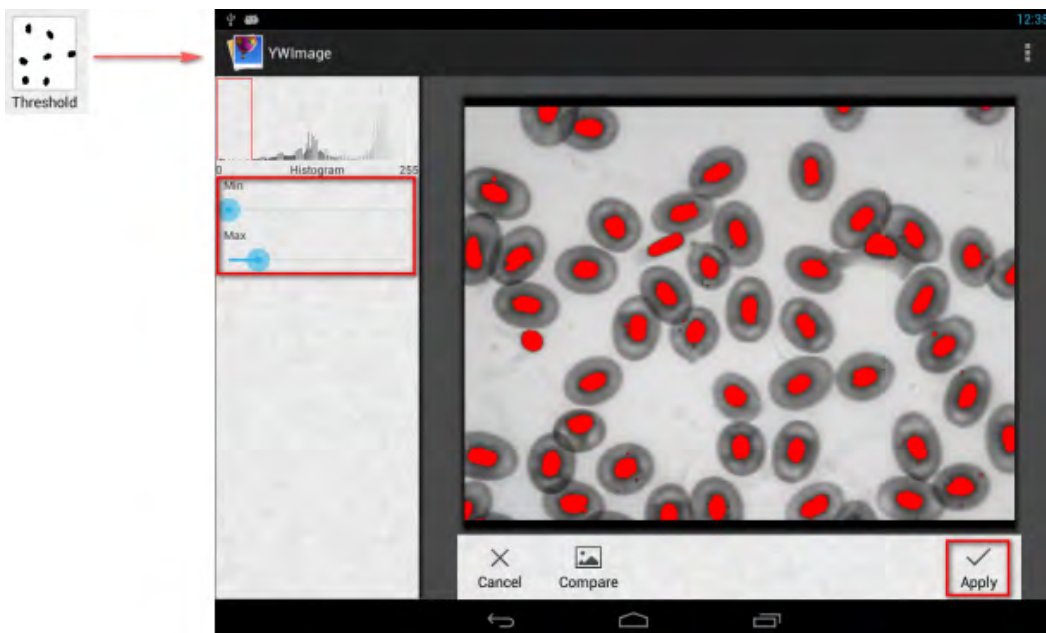 12:35
YWImage
Threshold
0 Histogram 255
Min
Max
Cancel Compare Apply